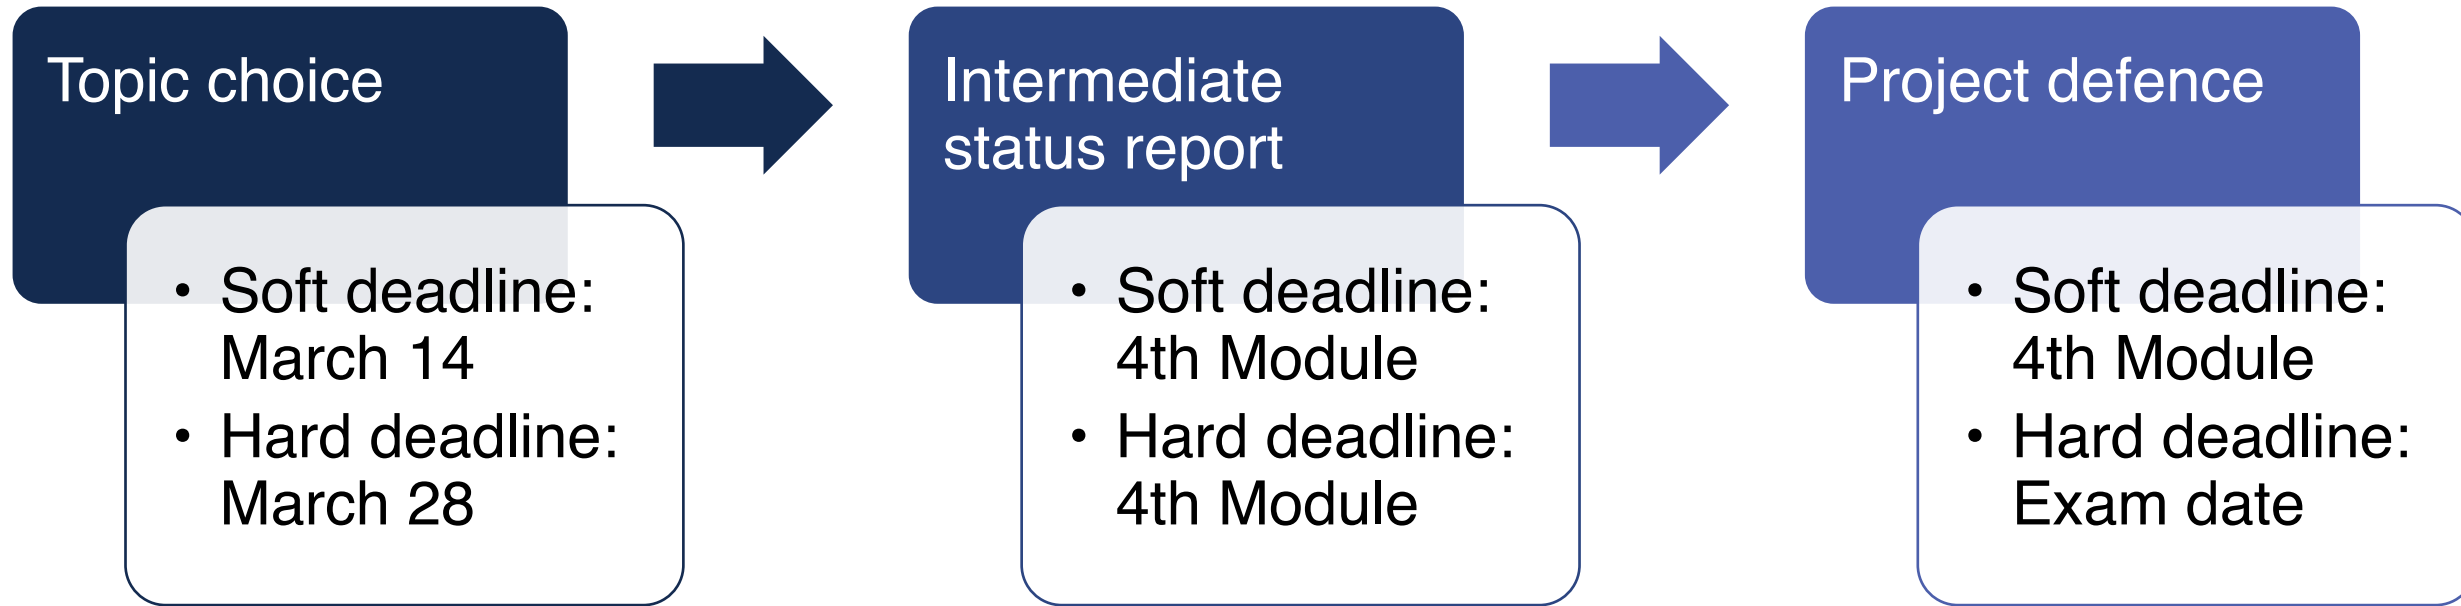 Topic choice
• Soft deadline:
March 14
• Hard deadline:
March 28
Intermediate
status report
• Soft deadline:
4th Module
• Hard deadline:
4th Module
Project defence
• Soft deadline:
4th Module
• Hard deadline:
Exam date